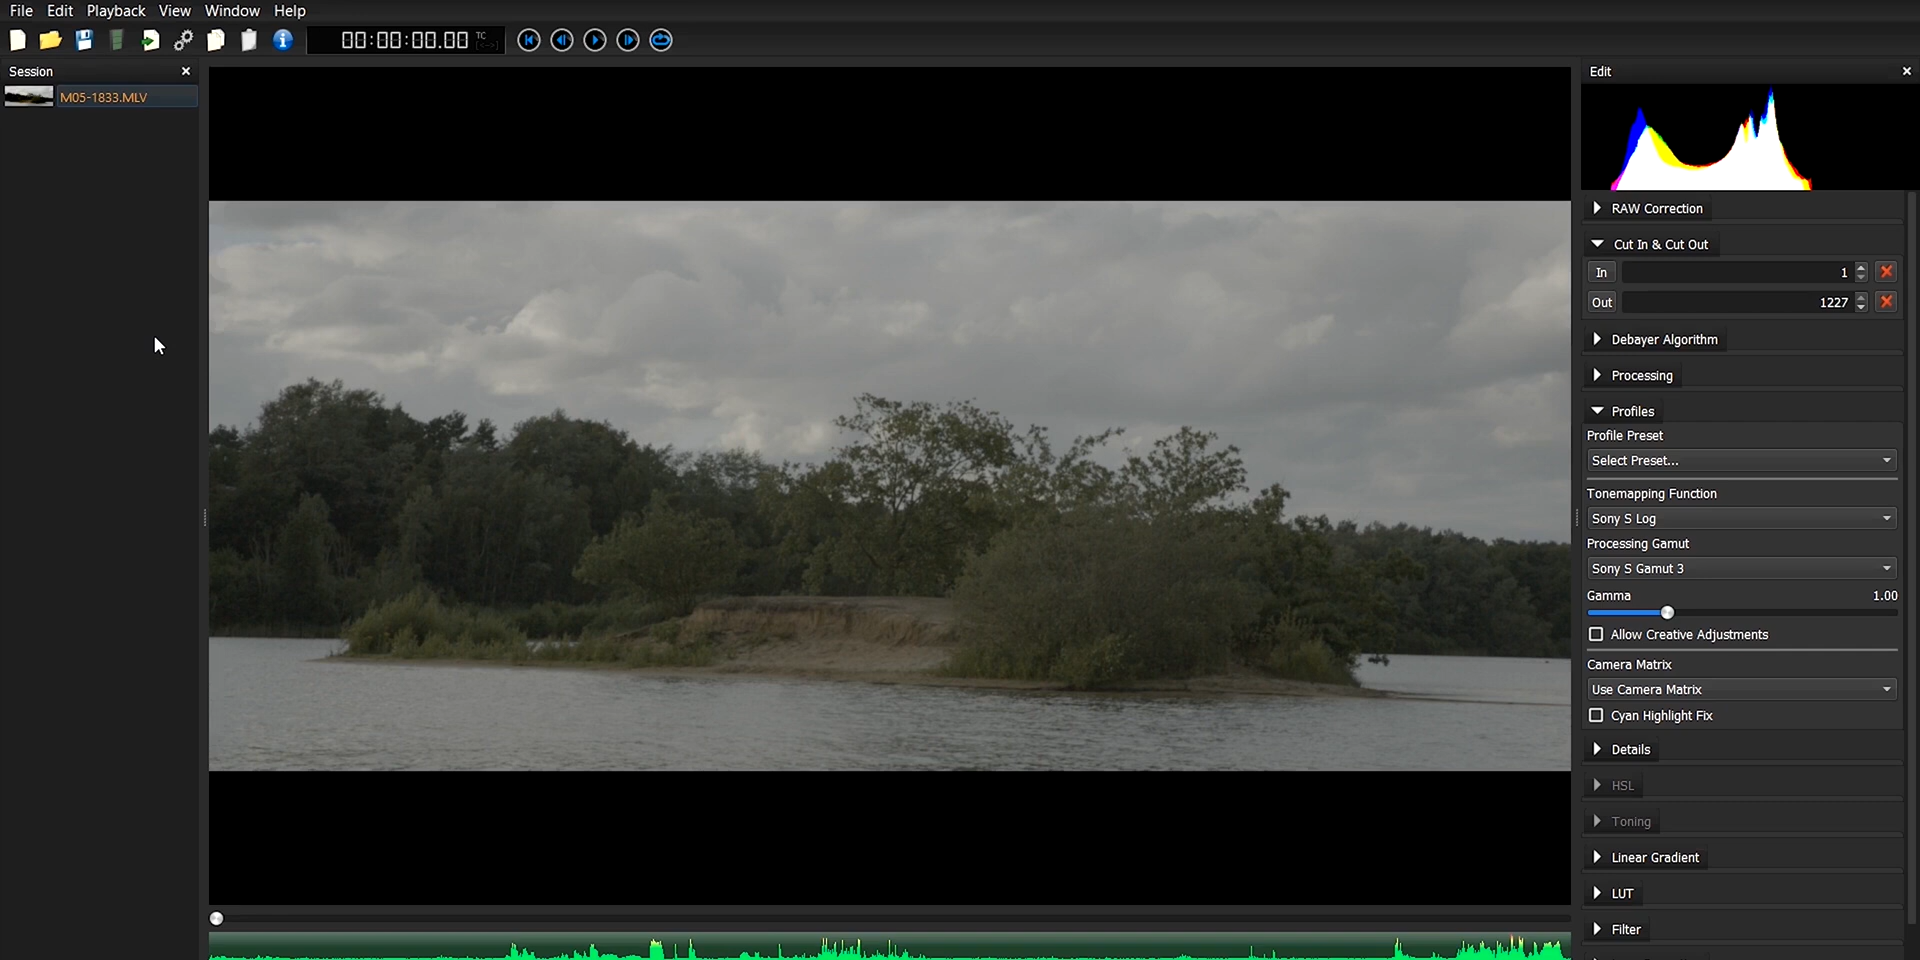 File Edit Playback View Window Help
00:00:00.00 TC
Session
Edit
M05-1833.MLV
RAW Correction
Cut In & Cut Out
In 1
Out 1227
Debayer Algorithm
Processing
Profiles
Profile Preset
Select Preset...
Tonemapping Function
Sony S Log
Processing Gamut
Sony S Gamut 3
Gamma 1.00
Allow Creative Adjustments
Camera Matrix
Use Camera Matrix
Cyan Highlight Fix
Details
HSL
Toning
Linear Gradient
LUT
Filter